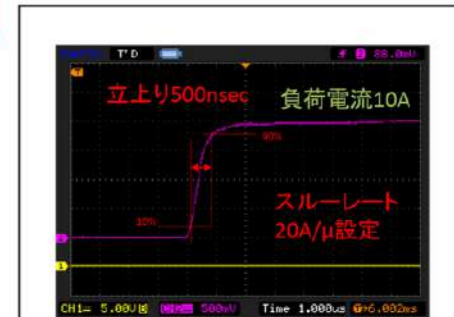 T'D
88.0mV
立上り500nsec
負荷電流10A
90%
スルーレート
20A/μ設定
10%
CH1= 5.00V
500mV
Time 1.000us
6.002ms